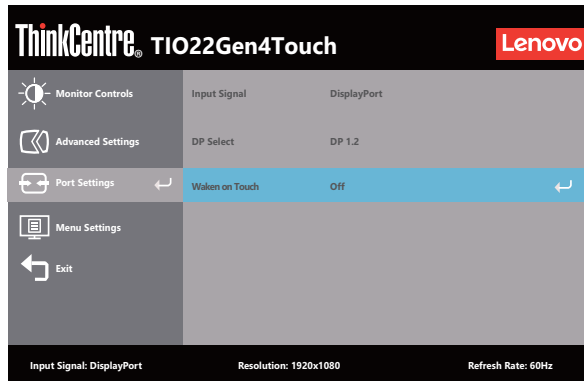 ThinkCentre® TIO22Gen4Touch
Lenovo
Monitor Controls
Input Signal DisplayPort
Advanced Settings
DP Select DP 1.2
Port Settings
Waken on Touch Off
Menu Settings
Exit
Input Signal: DisplayPort Resolution: 1920x1080 Refresh Rate: 60Hz